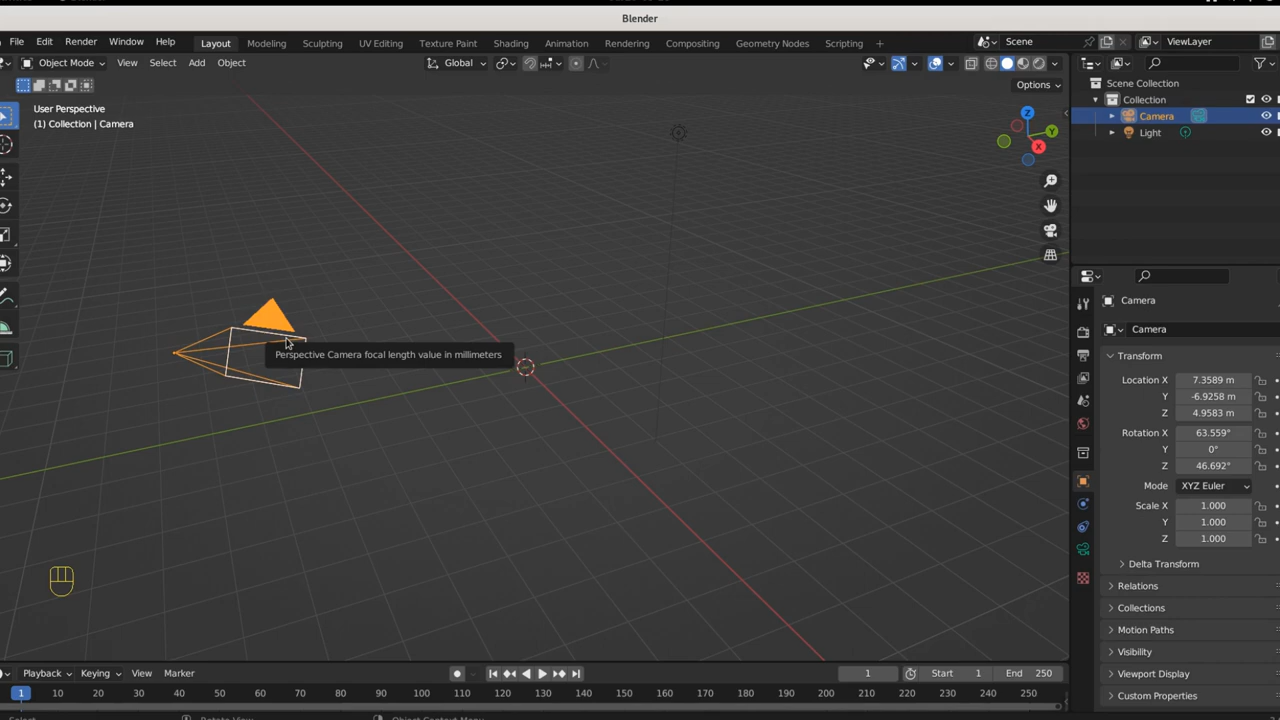 Blender
File Edit Render Window Help Layout Modeling Sculpting UV Editing Texture Paint Shading Animation Rendering Compositing Geometry Nodes Scripting + Scene ViewLayer
Object Mode View Select Add Object Global
Options
User Perspective
(1) Collection | Camera
Z
Y
X
Perspective Camera focal length value in millimeters
Scene Collection
Collection
Camera
Light
Camera
Camera
Transform
Location X 7.3589 m
Y -6.9258 m
Z 4.9583 m
Rotation X 63.559°
Y 0°
Z 46.692°
Mode XYZ Euler
Scale X 1.000
Y 1.000
Z 1.000
Delta Transform
Relations
Collections
Motion Paths
Visibility
Viewport Display
Custom Properties
Playback Keying View Marker 1 Start 1 End 250
1 10 20 30 40 50 60 70 80 90 100 110 120 130 140 150 160 170 180 190 200 210 220 230 240 250
Select Rotate View Object Context Menu